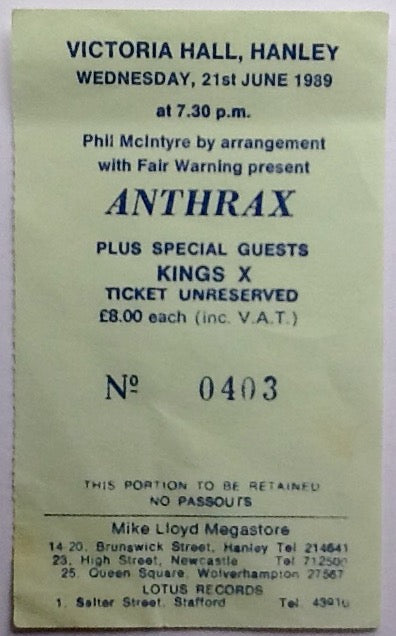 VICTORIA HALL, HANLEY
WEDNESDAY, 21st JUNE 1989
at 7.30 p.m.
Phil McIntyre by arrangement
with Fair Warning present
ANTHRAX
PLUS SPECIAL GUESTS
KINGS X
TICKET UNRESERVED
£8.00 each (inc. V.A.T.)
Nº 0403
THIS PORTION TO BE RETAINED
NO PASSOUTS
Mike Lloyd Megastore
14-20, Brunswick Street, Hanley Tel 214641
23, High Street, Newcastle Tel
25, Queen Square, Wolverhampton 27567
LOTUS RECORDS
1, Salter Street, Stafford Tel.